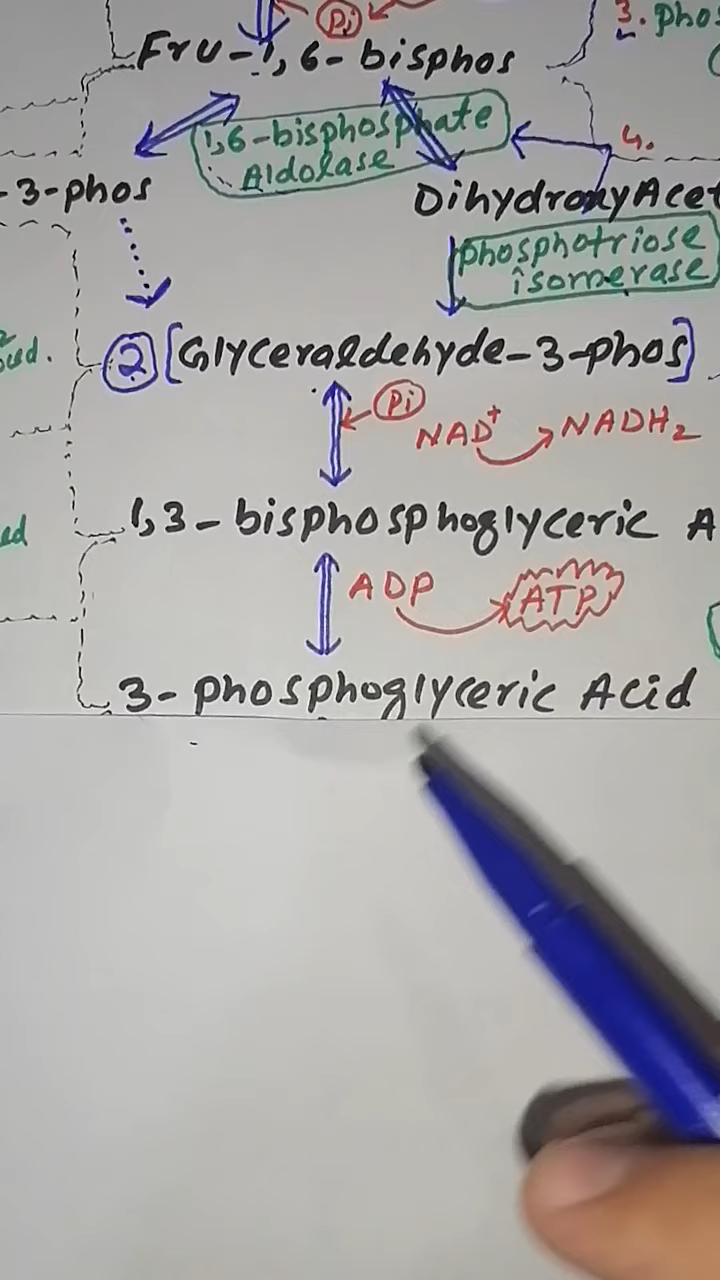 Pi
3. phos
Fru-1,6-bisphos
1,6-bisphosphate
Aldolase
4.
-3-phos
DihydroxyAcet
phosphotriose
isomerase
2 [Glyceraldehyde-3-phos]
Pi
NAD+ → NADH2
1,3-bisphosphoglyceric A
ADP → ATP
3-phosphoglyceric Acid